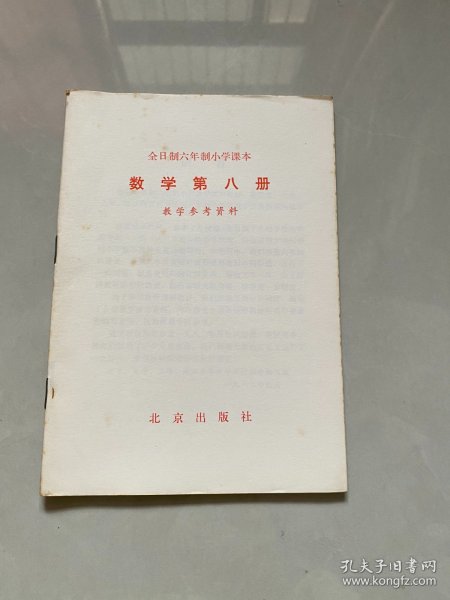 全日制六年制小学课本
数学第八册
教学参考资料
北京出版社
孔夫子旧书网
www.kongfz.com